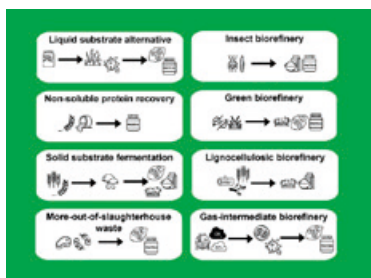 Liquid substrate alternative
Insect biorefinery
Non-soluble protein recovery
Green biorefinery
Solid substrate fermentation
Lignocellulosic biorefinery
More-out-of-slaughterhouse
waste
Gas-intermediate biorefinery